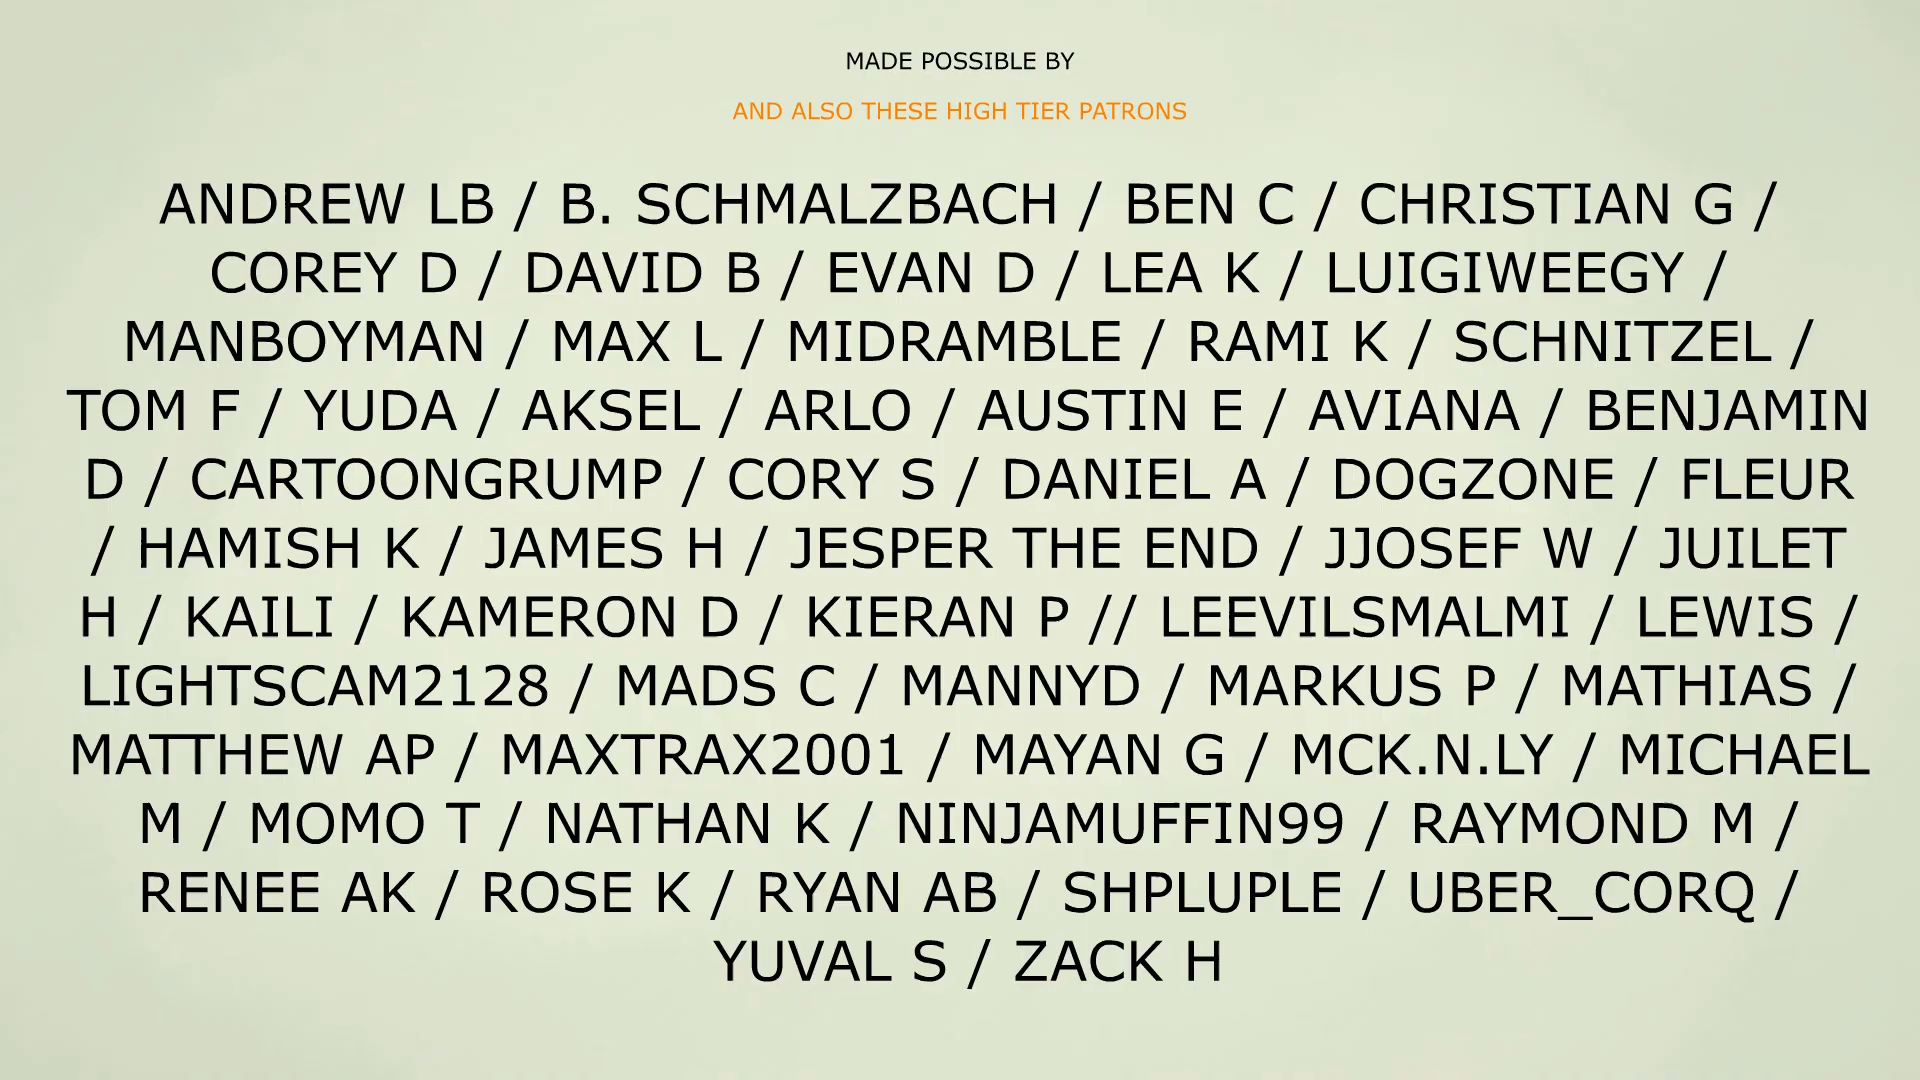 MADE POSSIBLE BY
AND ALSO THESE HIGH TIER PATRONS
ANDREW LB / B. SCHMALZBACH / BEN C / CHRISTIAN G /
COREY D / DAVID B / EVAN D / LEA K / LUIGIWEEGY /
MANBOYMAN / MAX L / MIDRAMBLE / RAMI K / SCHNITZEL /
TOM F / YUDA / AKSEL / ARLO / AUSTIN E / AVIANA / BENJAMIN
D / CARTOONGRUMP / CORY S / DANIEL A / DOGZONE / FLEUR
/ HAMISH K / JAMES H / JESPER THE END / JJOSEF W / JUILET
H / KAILI / KAMERON D / KIERAN P // LEEVILSMALMI / LEWIS /
LIGHTSCAM2128 / MADS C / MANNYD / MARKUS P / MATHIAS /
MATTHEW AP / MAXTRAX2001 / MAYAN G / MCK.N.LY / MICHAEL
M / MOMO T / NATHAN K / NINJAMUFFIN99 / RAYMOND M /
RENEE AK / ROSE K / RYAN AB / SHPLUPLE / UBER_CORQ /
YUVAL S / ZACK H